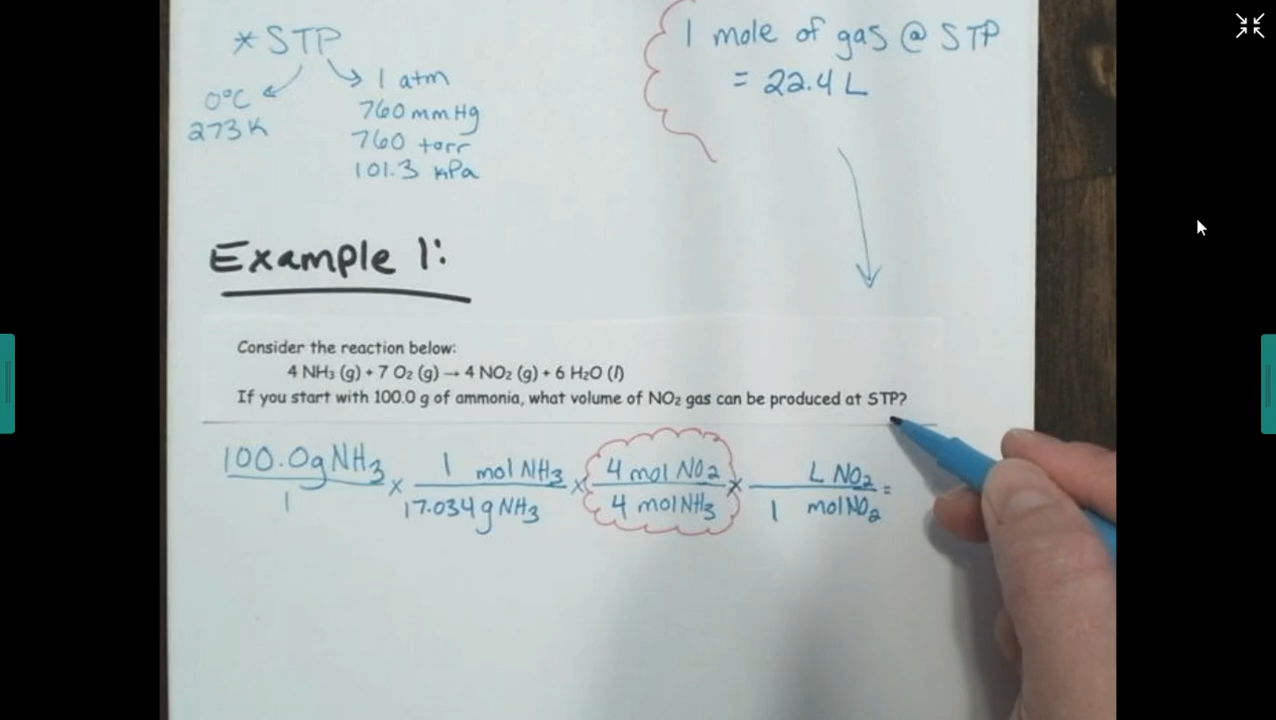 *STP
0°C
273 K
1 atm
760 mmHg
760 torr
101.3 kPa
1 mole of gas @ STP
= 22.4 L
Example 1:
Consider the reaction below:
4 NH₃ (g) + 7 O₂ (g) → 4 NO₂ (g) + 6 H₂O (l)
If you start with 100.0 g of ammonia, what volume of NO₂ gas can be produced at STP?
100.0g NH₃ / 1 × 1 mol NH₃ / 17.034 g NH₃ × 4 mol NO₂ / 4 mol NH₃ × L NO₂ / 1 mol NO₂ =